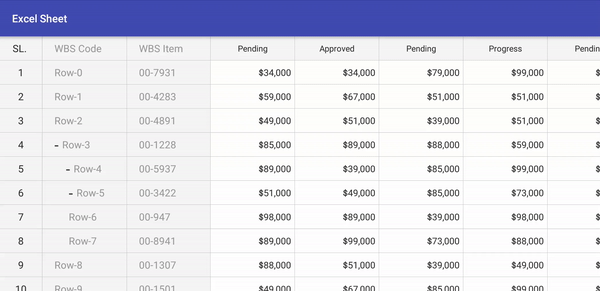 Excel Sheet
SL. WBS Code WBS Item Pending Approved Pending Progress
1 Row-0 00-7931 $34,000 $34,000 $79,000 $99,000
2 Row-1 00-4283 $59,000 $67,000 $51,000 $51,000
3 Row-2 00-4891 $49,000 $51,000 $39,000 $51,000
4 - Row-3 00-1228 $85,000 $89,000 $88,000 $59,000
5 - Row-4 00-5937 $89,000 $39,000 $85,000 $99,000
6 - Row-5 00-3422 $51,000 $49,000 $85,000 $73,000
7 Row-6 00-947 $98,000 $89,000 $39,000 $98,000
8 Row-7 00-8941 $89,000 $99,000 $73,000 $88,000
9 Row-8 00-1307 $88,000 $51,000 $39,000 $49,000
10 Row-9 00-1501 $49,000 $67,000 $85,000 $99,000